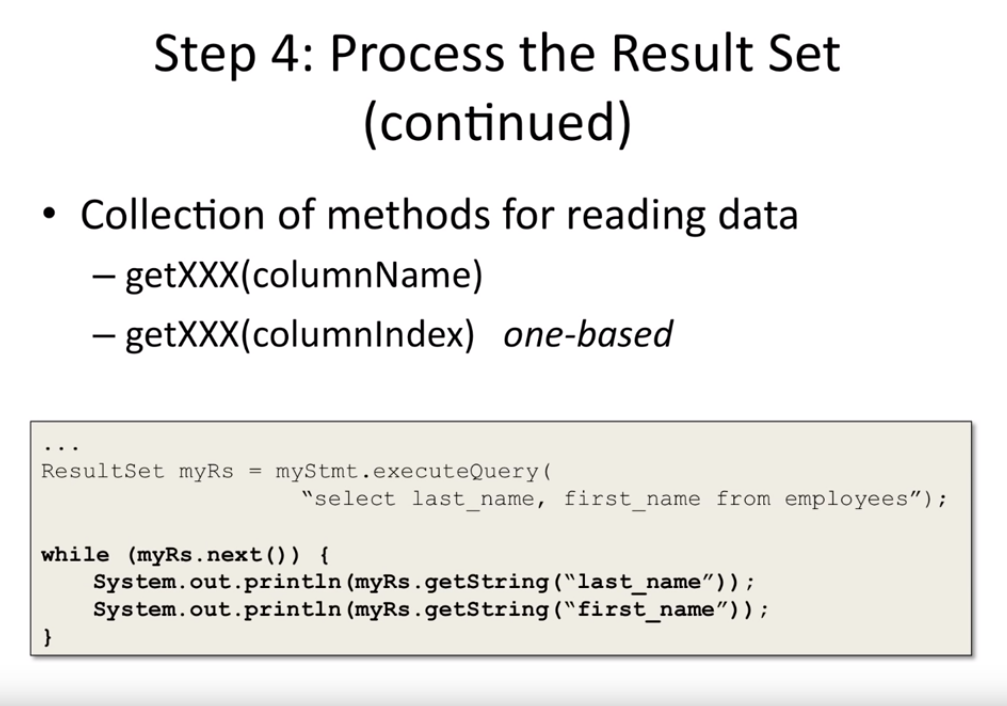 Step 4: Process the Result Set
(continued)
• Collection of methods for reading data
– getXXX(columnName)
– getXXX(columnIndex) one-based
...
ResultSet myRs = myStmt.executeQuery(
“select last_name, first_name from employees”);
while (myRs.next()) {
System.out.println(myRs.getString(“last_name”));
System.out.println(myRs.getString(“first_name”));
}